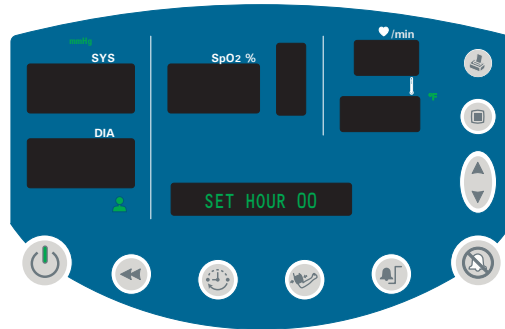 mmHg
SYS
SpO2 %
/min
°F
DIA
SET HOUR 00